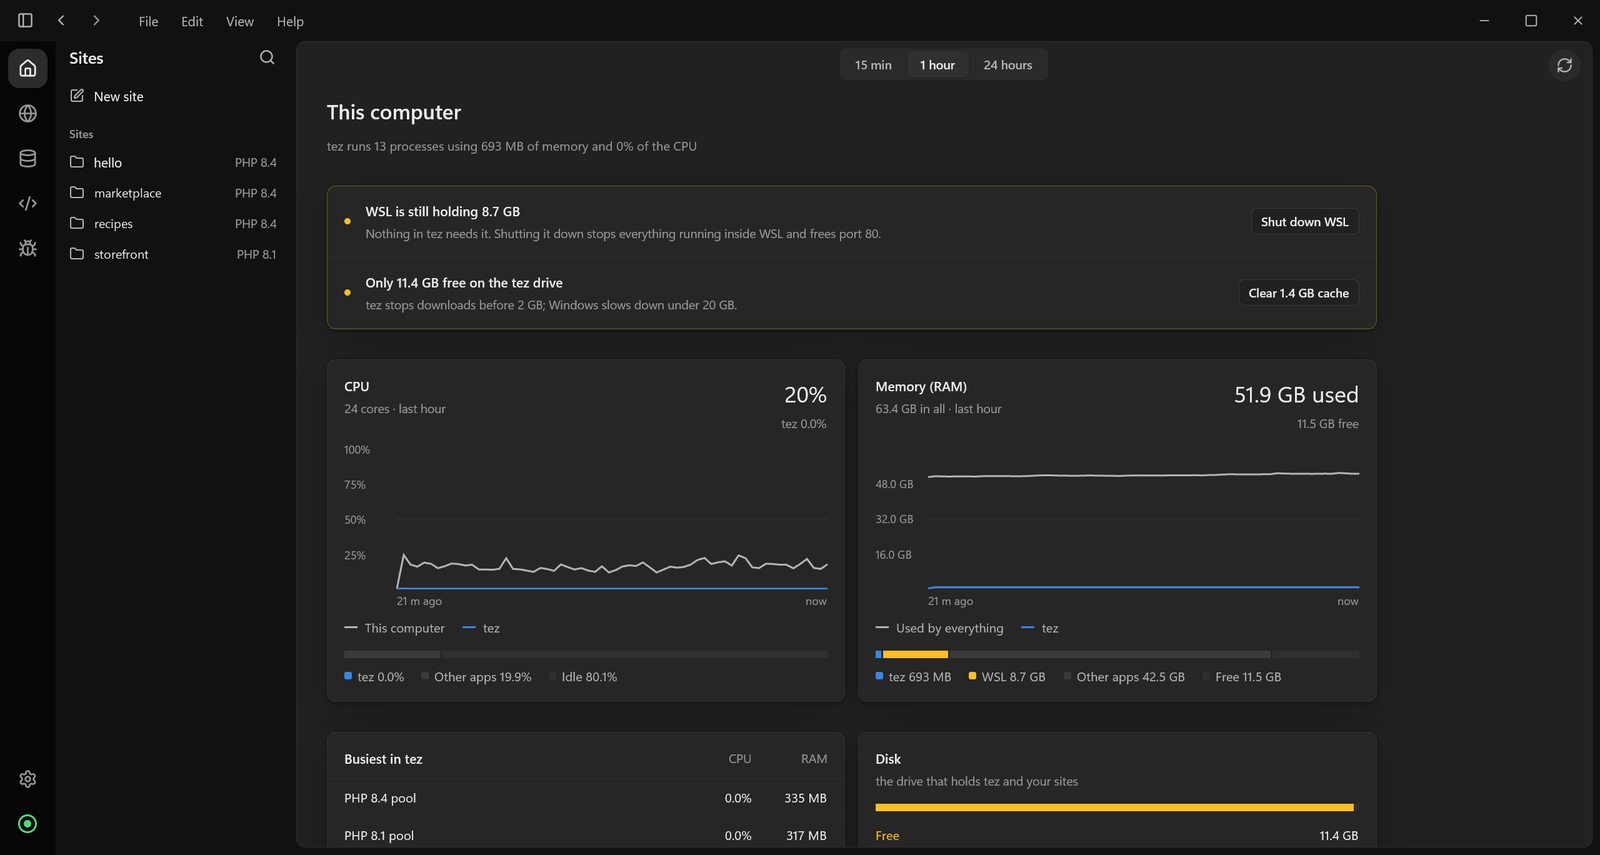 File Edit View Help
Sites
New site
Sites
hello PHP 8.4
marketplace PHP 8.4
recipes PHP 8.4
storefront PHP 8.1
15 min 1 hour 24 hours
This computer
tez runs 13 processes using 693 MB of memory and 0% of the CPU
WSL is still holding 8.7 GB
Nothing in tez needs it. Shutting it down stops everything running inside WSL and frees port 80.
Shut down WSL
Only 11.4 GB free on the tez drive
tez stops downloads before 2 GB; Windows slows down under 20 GB.
Clear 1.4 GB cache
CPU
24 cores · last hour
20%
tez 0.0%
100%
75%
50%
25%
21 m ago now
This computer tez
tez 0.0% Other apps 19.9% Idle 80.1%
Memory (RAM)
63.4 GB in all · last hour
51.9 GB used
11.5 GB free
48.0 GB
32.0 GB
16.0 GB
21 m ago now
Used by everything tez
tez 693 MB WSL 8.7 GB Other apps 42.5 GB Free 11.5 GB
Busiest in tez CPU RAM
PHP 8.4 pool 0.0% 335 MB
PHP 8.1 pool 0.0% 317 MB
Disk
the drive that holds tez and your sites
Free 11.4 GB